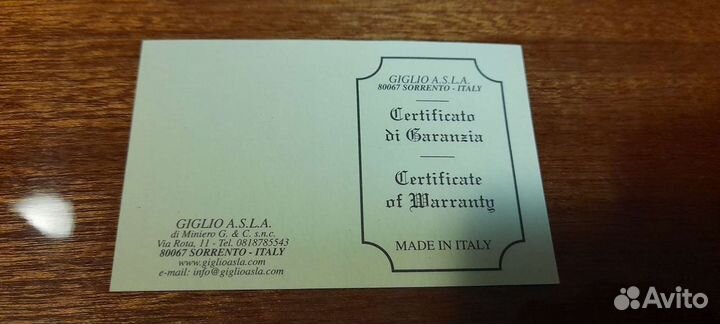 GIGLIO A.S.L.A.
di Miniero G. & C. s.n.c.
Via Rota, 11 - Tel. 0818785543
80067 SORRENTO - ITALY
www.giglioasla.com
e-mail: info@giglioasla.com
GIGLIO A.S.L.A.
80067 SORRENTO - ITALY
Certificato
di Garanzia
Certificate
of Warranty
MADE IN ITALY
Avito